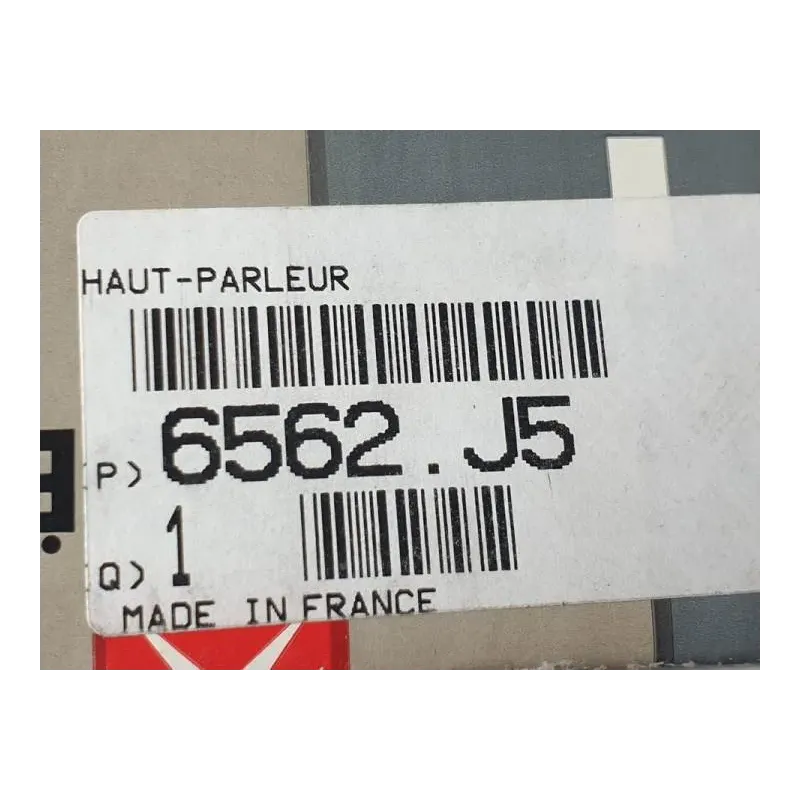 HAUT-PARLEUR
P) 6562.J5
Q) 1
MADE IN FRANCE